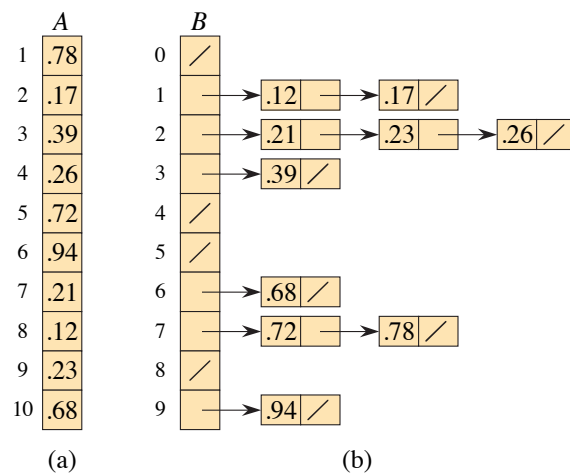 A B
1 .78 0
2 .17 1 .12 .17
3 .39 2 .21 .23 .26
4 .26 3 .39
5 .72 4
6 .94 5
7 .21 6 .68
8 .12 7 .72 .78
9 .23 8
10 .68 9 .94
(a) (b)